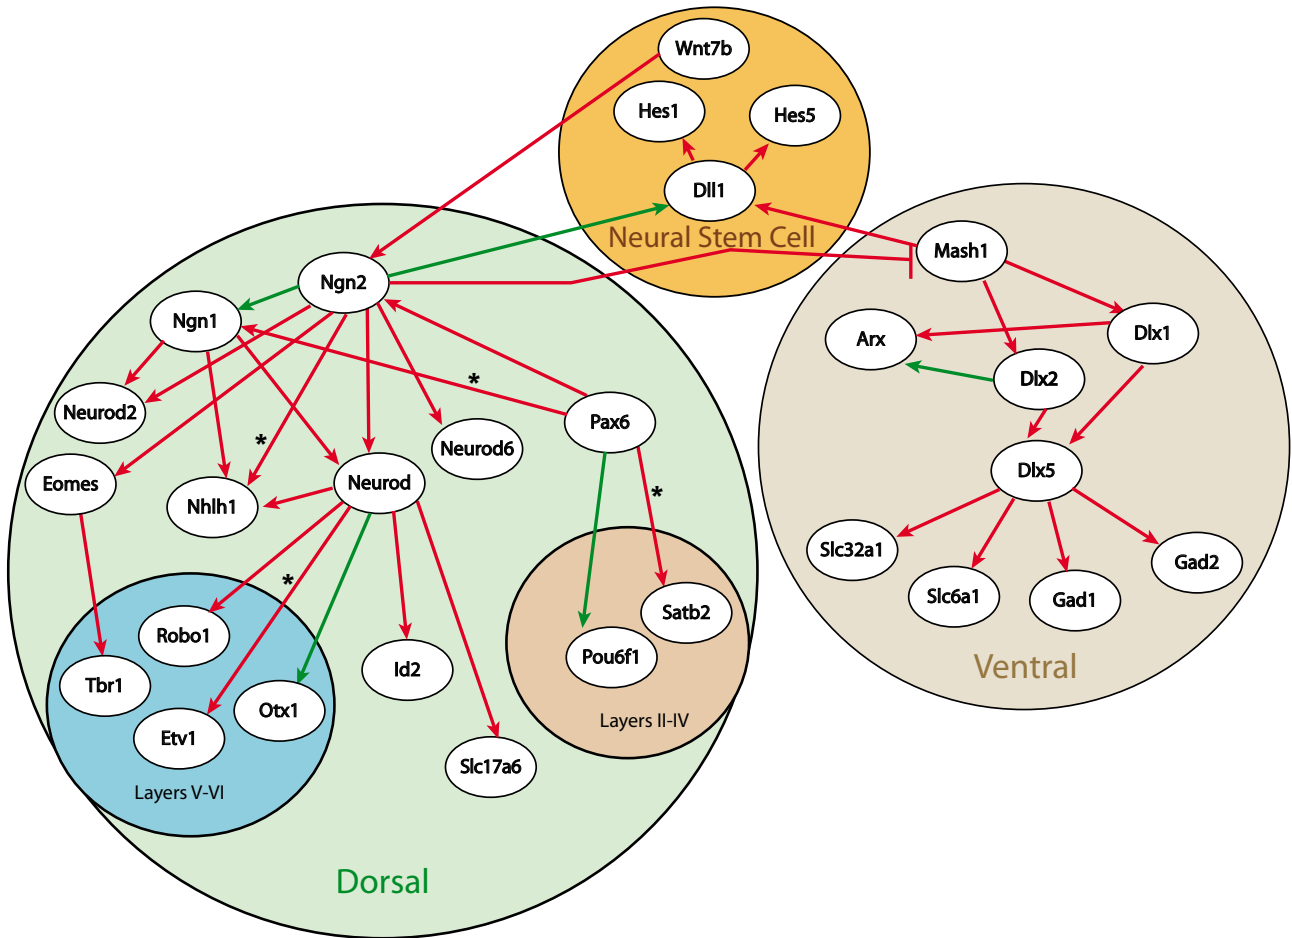 Wnt7b
Hes1
Hes5
Dll1
Neural Stem Cell
Mash1
Ngn2
Ngn1
Arx
Dlx1
Dlx2
*
Neurod2
Pax6
*
Neurod6
Eomes
Neurod
Dlx5
*
Nhlh1
Slc32a1
Gad2
*
Slc6a1
Gad1
Satb2
Robo1
Pou6f1
Id2
Ventral
Tbr1
Otx1
Layers II-IV
Etv1
Slc17a6
Layers V-VI
Dorsal